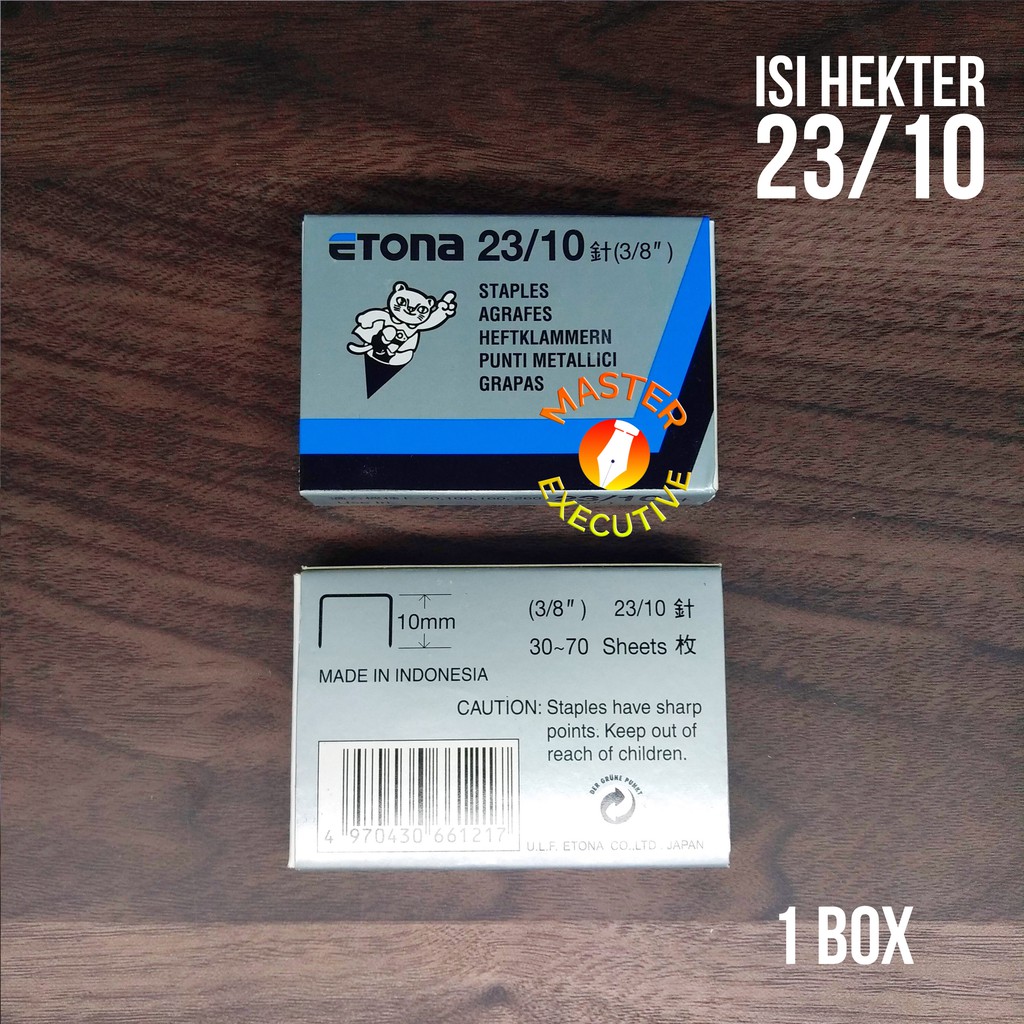 ISI HEKTER
23/10
ETONA 23/10 針(3/8")
STAPLES
AGRAFES
HEFTKLAMMERN
PUNTI METALLICI
GRAPAS
MASTER
EXECUTIVE
23/10
10mm
(3/8") 23/10 針
30~70 Sheets 枚
MADE IN INDONESIA
CAUTION: Staples have sharp
points. Keep out of
reach of children.
DER GRÜNE PUNKT
4 970430 661217
U.L.F. ETONA CO.,LTD. JAPAN
1 BOX